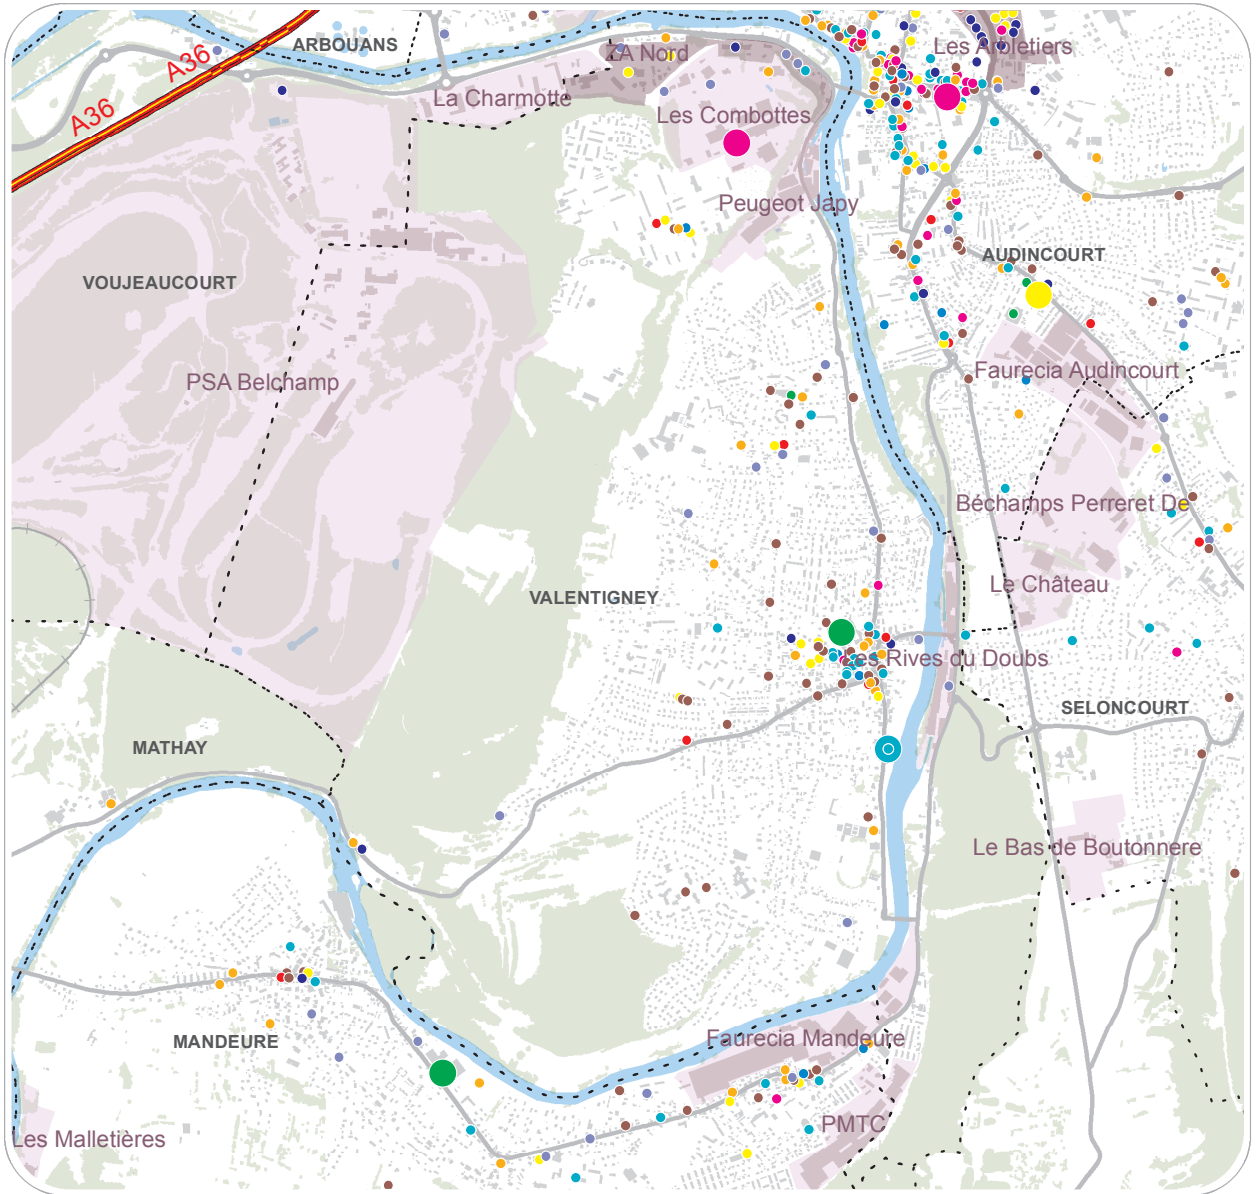 ARBOUANS
Les Arbletiers
ZA Nord
A36
La Charmotte
A36
Les Combottes
Peugeot Japy
AUDINCOURT
VOUJEAUCOURT
Faurecia Audincourt
PSA Belchamp
Béchamps Perreret De
Le Château
VALENTIGNEY
Les Rives du Doubs
SELONCOURT
MATHAY
Le Bas de Boutonnere
Faurecia Mandeure
MANDEURE
PMTC
Les Malletières